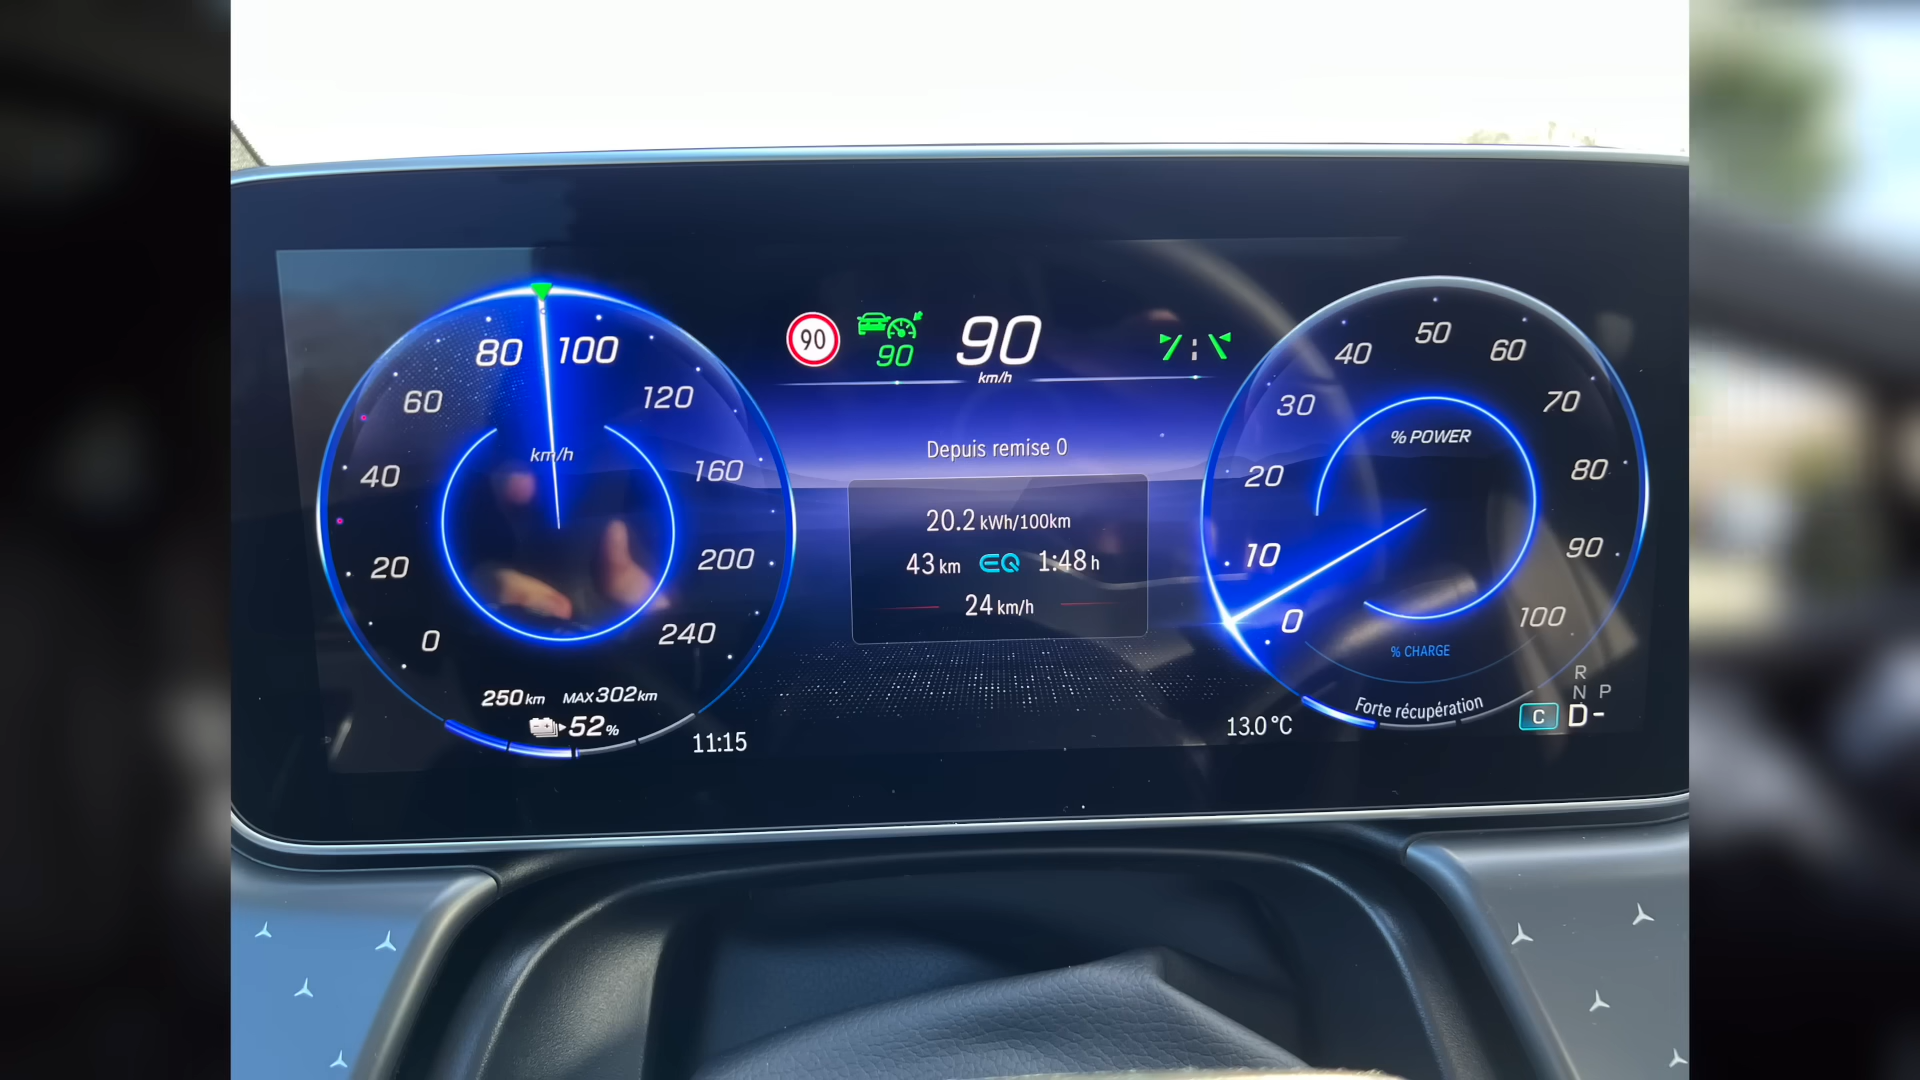 90
90
90
km/h
0
20
40
60
80
100
120
160
200
240
km/h
250 km MAX 302 km
52 %
11:15
Depuis remise 0
20.2 kWh/100km
43 km EQ 1:48 h
24 km/h
0
10
20
30
40
50
60
70
80
90
100
% POWER
% CHARGE
Forte récupération
13.0 °C
R
N P
C D-